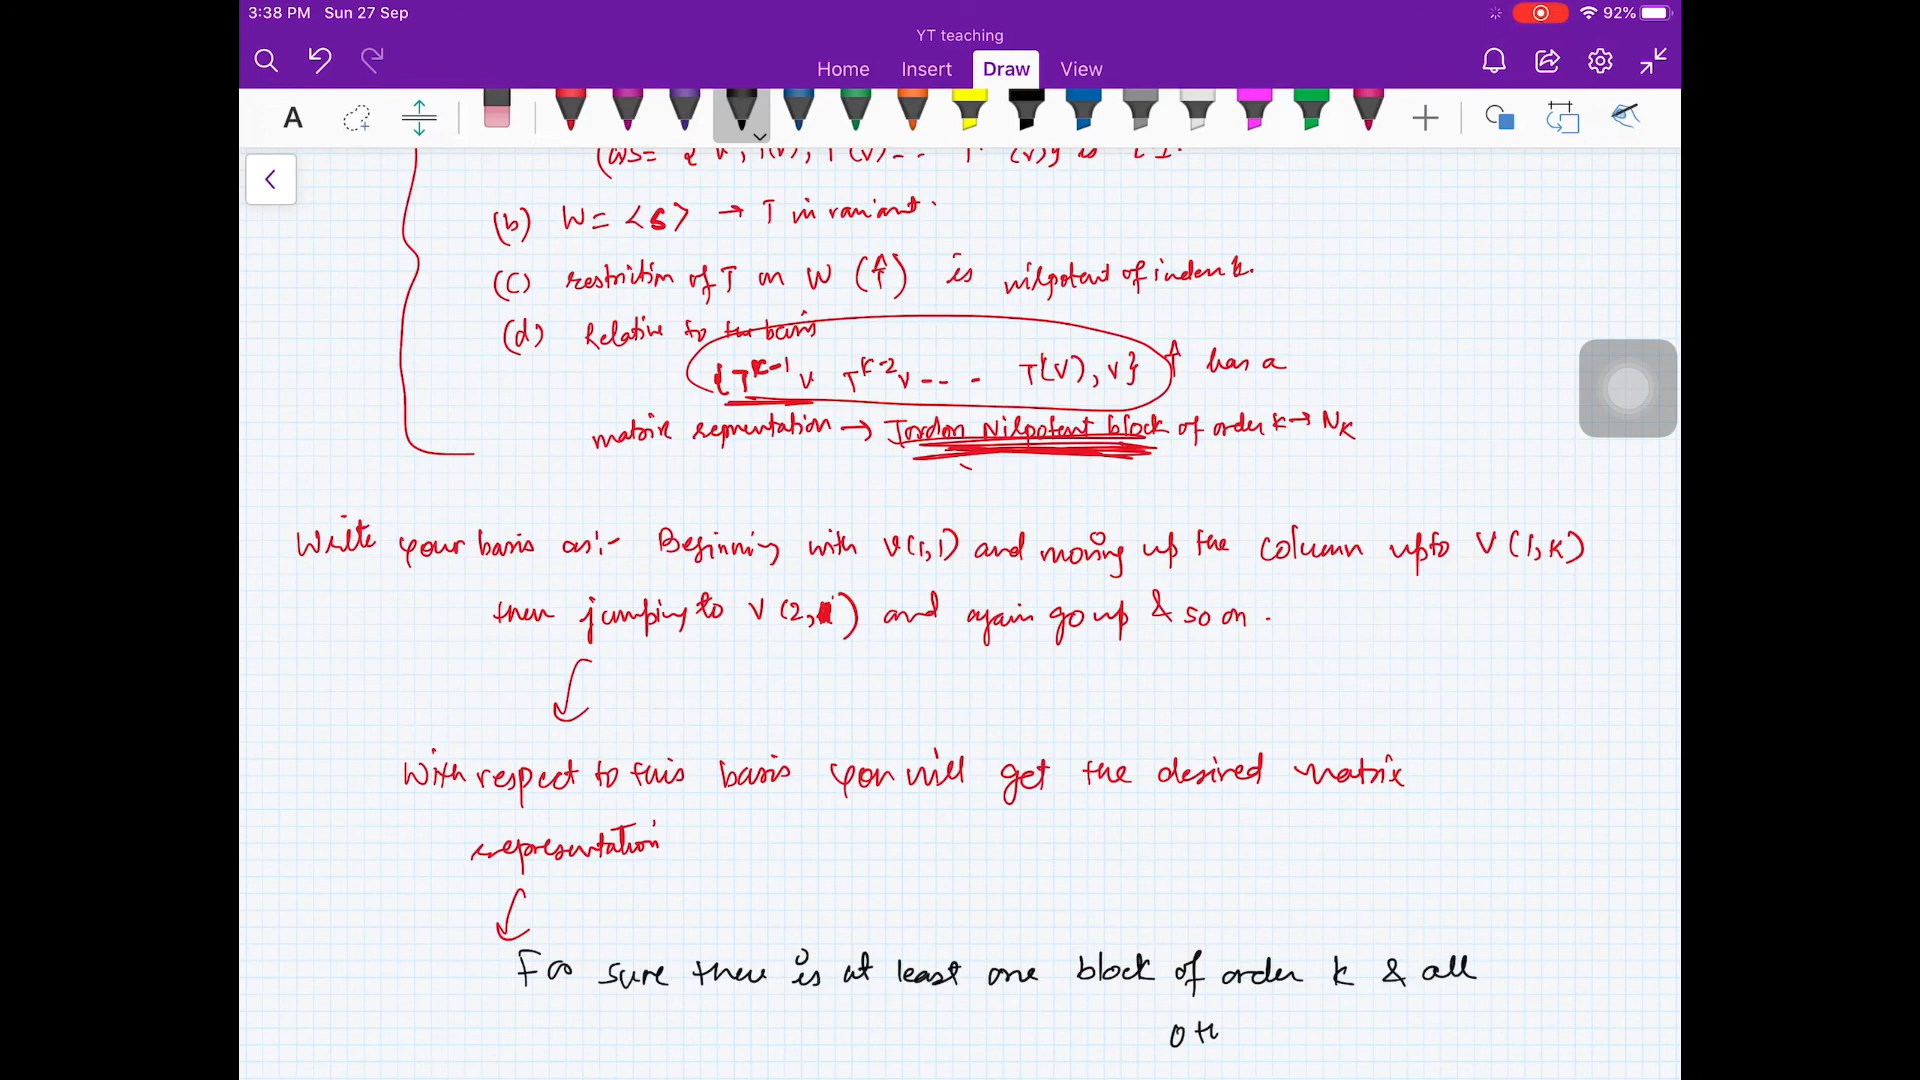 3:38 PM Sun 27 Sep
92%
YT teaching
Home Insert Draw View
A
(b) W = <S> → T invariant.
(c) restriction of T on W (T̂) is nilpotent of index k.
(d) Relative to the basis
{T^{k-1}v T^{k-2}v --- - T(v), v} T̂ has a
matrix representation → Jordon Nilpotent block of order k → N_k
Write your basis as:- Beginning with v(1,1) and moving up the column upto V(1,k)
then jumping to V(2,1) and again go up & so on.
With respect to this basis you will get the desired matrix
representation
For sure there is at least one block of order k & all
oth